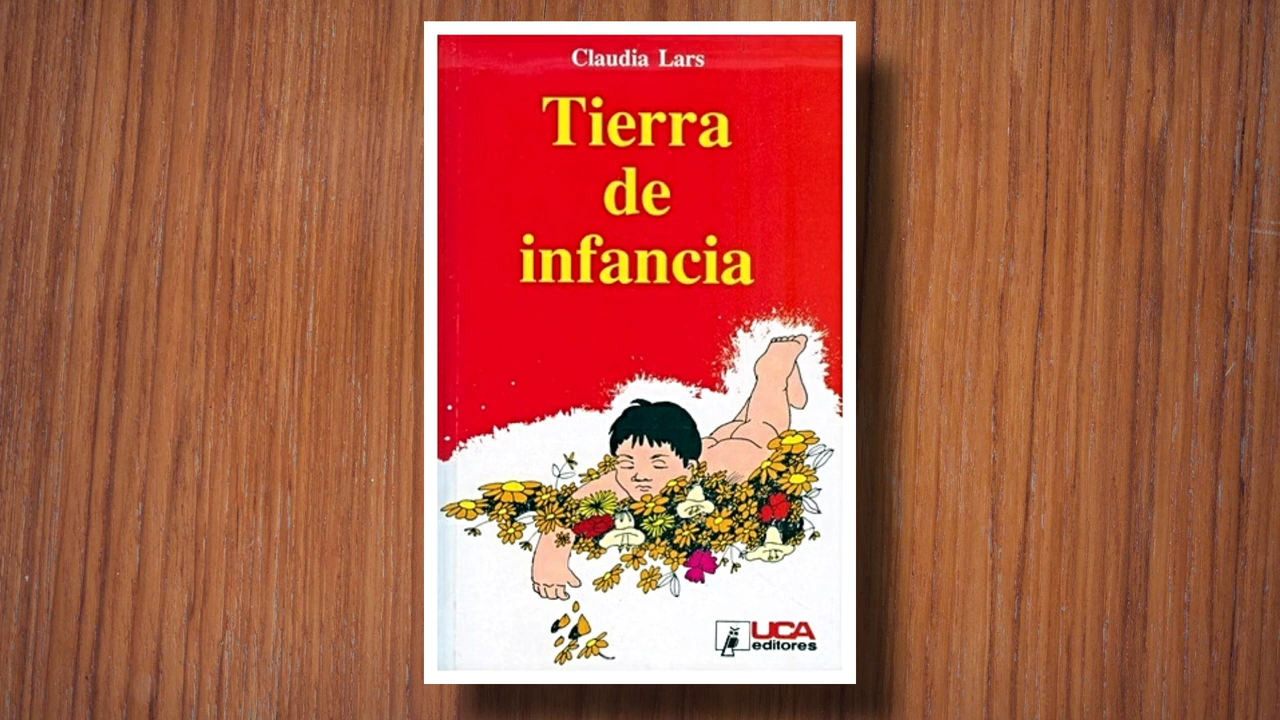 Claudia Lars
Tierra
de
infancia
UCA
editores